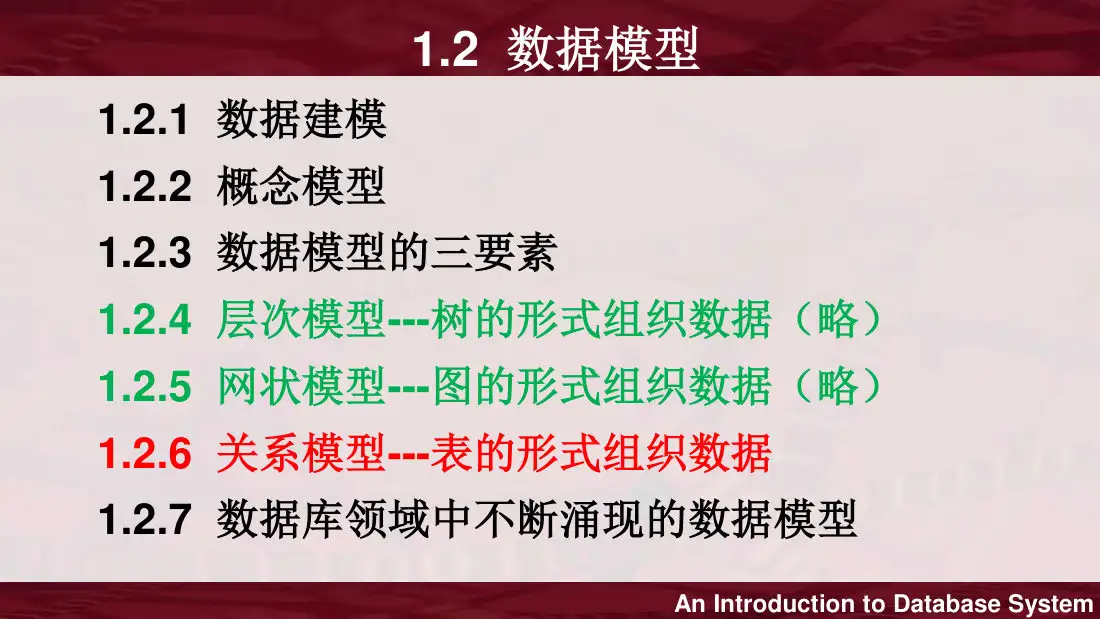 1.2 数据模型
1.2.1 数据建模
1.2.2 概念模型
1.2.3 数据模型的三要素
1.2.4 层次模型---树的形式组织数据（略）
1.2.5 网状模型---图的形式组织数据（略）
1.2.6 关系模型---表的形式组织数据
1.2.7 数据库领域中不断涌现的数据模型
An Introduction to Database System